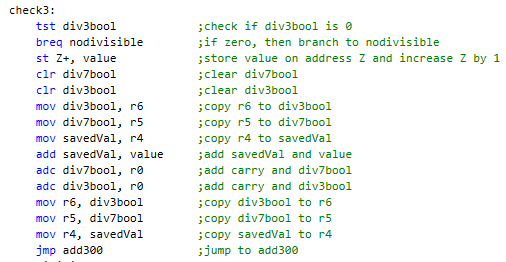 check3:
tst div3bool ;check if div3bool is 0
breq nodivisible ;if zero, then branch to nodivisible
st Z+, value ;store value on address Z and increase Z by 1
clr div7bool ;clear div7bool
clr div3bool ;clear div3bool
mov div3bool, r6 ;copy r6 to div3bool
mov div7bool, r5 ;copy r5 to div7bool
mov savedVal, r4 ;copy r4 to savedVal
add savedVal, value ;add savedVal and value
adc div7bool, r0 ;add carry and div7bool
adc div3bool, r0 ;add carry and div3bool
mov r6, div3bool ;copy div3bool to r6
mov r5, div7bool ;copy div7bool to r5
mov r4, savedVal ;copy savedVal to r4
jmp add300 ;jump to add300